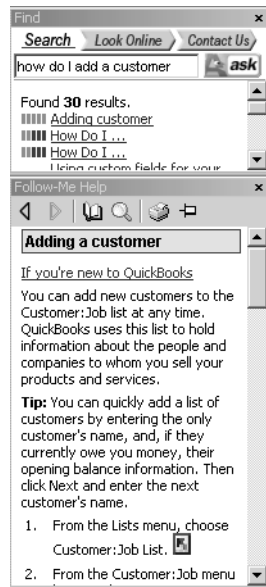 Find
Search Look Online Contact Us
how do I add a customer ask
Found 30 results.
Adding customer
How Do I ...
How Do I ...
Using custom fields for your
Follow-Me Help
Adding a customer
If you're new to QuickBooks
You can add new customers to the
Customer:Job list at any time.
QuickBooks uses this list to hold
information about the people and
companies to whom you sell your
products and services.
Tip: You can quickly add a list of
customers by entering the only
customer's name, and, if they
currently owe you money, their
opening balance information. Then
click Next and enter the next
customer's name.
1. From the Lists menu, choose
Customer:Job List.
2. From the Customer:Job menu